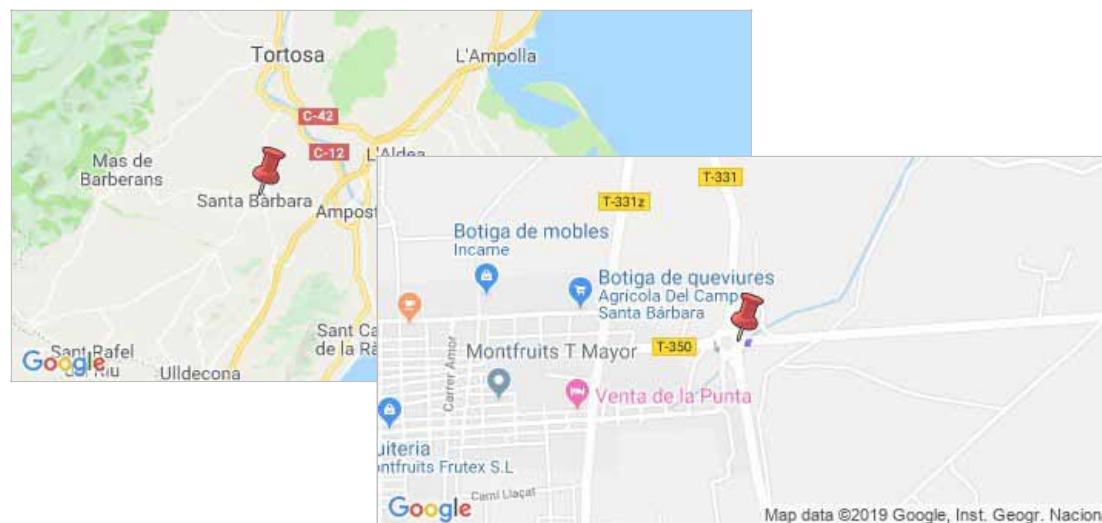 Tortosa
L'Ampolla
C-42
C-12
L'Aldea
Mas de
Barberans
Santa Bàrbara
Ampost
Sant Ca
de la Rà
Sant Rafel
Ulldecona
Google
T-331
T-331z
Botiga de mobles
Incame
Botiga de queviures
Agrícola Del Camp
Santa Bárbara
Montfruits T Mayor
T-350
Carrer Amor
Venta de la Punta
uiteria
ontfruits Frutex S.L
Camí Llaçat
Google
Map data ©2019 Google, Inst. Geogr. Nacion